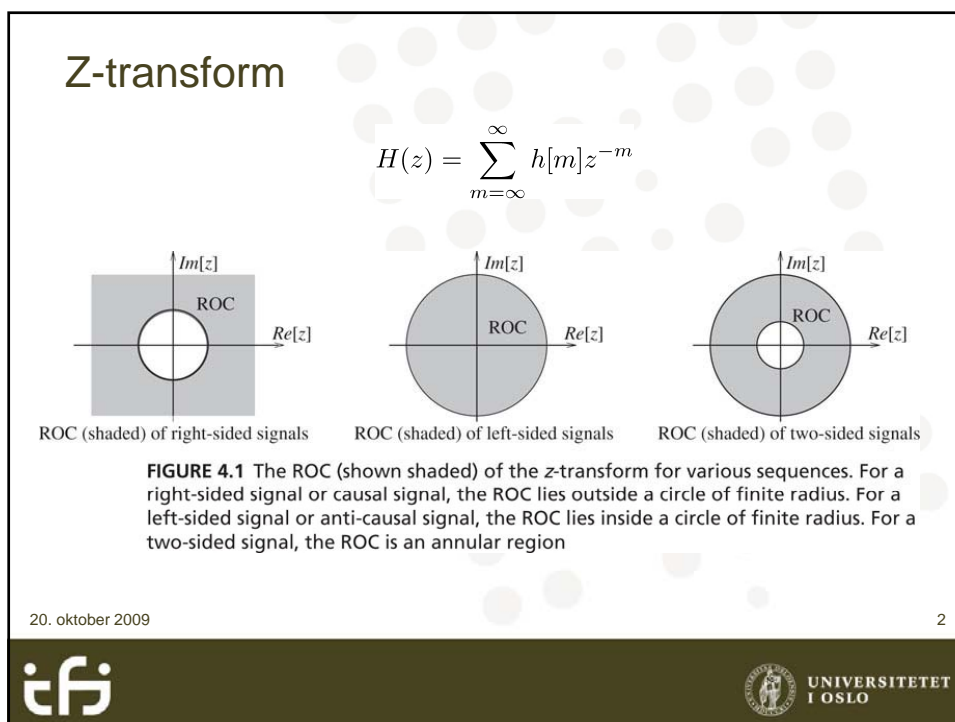 Z-transform
H(z) = \sum_{m=\infty}^{\infty} h[m]z^{-m}
Im[z] Im[z] Im[z]
ROC ROC ROC
Re[z] Re[z] Re[z]
ROC (shaded) of right-sided signals ROC (shaded) of left-sided signals ROC (shaded) of two-sided signals
FIGURE 4.1 The ROC (shown shaded) of the z-transform for various sequences. For a
right-sided signal or causal signal, the ROC lies outside a circle of finite radius. For a
left-sided signal or anti-causal signal, the ROC lies inside a circle of finite radius. For a
two-sided signal, the ROC is an annular region
20. oktober 2009 2
ifi
UNIVERSITETET
I OSLO